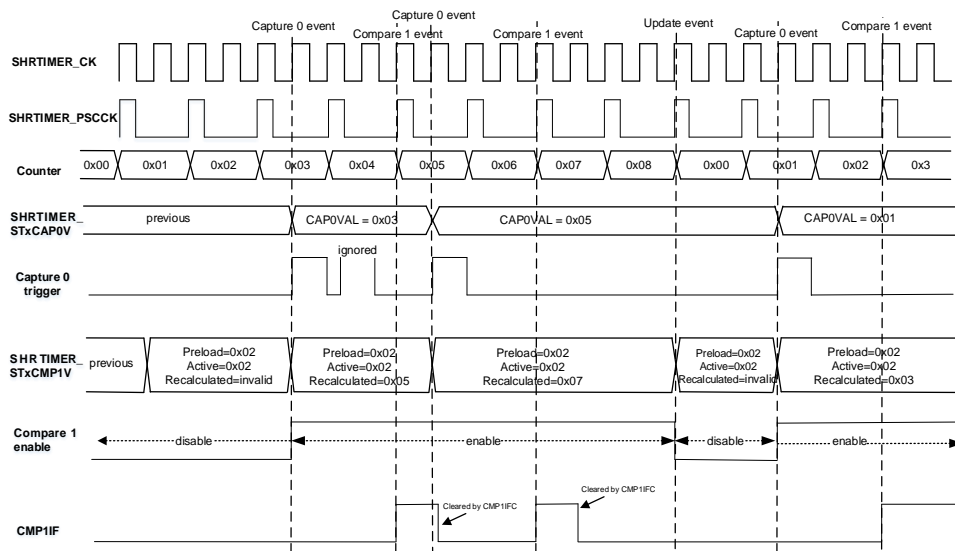 Capture 0 event
Capture 0 event
Compare 1 event
Compare 1 event
Update event
Capture 0 event
Compare 1 event
SHRTIMER_CK
SHRTIMER_PSCCK
Counter
0x00 0x01 0x02 0x03 0x04 0x05 0x06 0x07 0x08 0x00 0x01 0x02 0x3
SHRTIMER_
STxCAP0V
previous CAP0VAL = 0x03 CAP0VAL = 0x05 CAP0VAL = 0x01
ignored
Capture 0
trigger
SHRTIMER_
STxCMP1V
previous
Preload=0x02
Active=0x02
Recalculated=invalid
Preload=0x02
Active=0x02
Recalculated=0x05
Preload=0x02
Active=0x02
Recalculated=0x07
Preload=0x02
Active=0x02
Recalculated=invalid
Preload=0x02
Active=0x02
Recalculated=0x03
Compare 1
enable
disable enable disable enable
Cleared by CMP1IFC
Cleared by CMP1IFC
CMP1IF